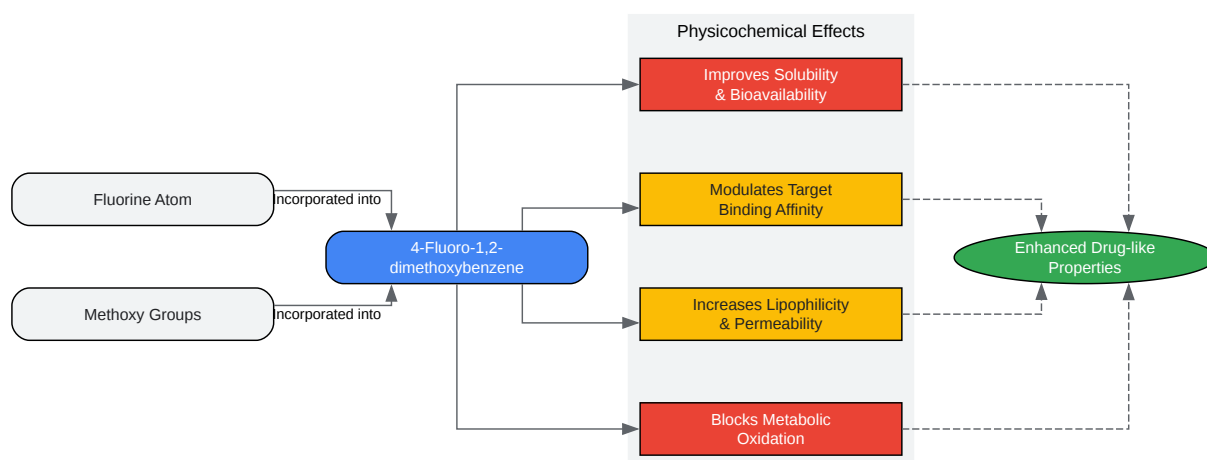 Physicochemical Effects
Improves Solubility
& Bioavailability
Fluorine Atom
Incorporated into
Modulates Target
Binding Affinity
4-Fluoro-1,2-
dimethoxybenzene
Enhanced Drug-like
Properties
Methoxy Groups
Incorporated into
Increases Lipophilicity
& Permeability
Blocks Metabolic
Oxidation